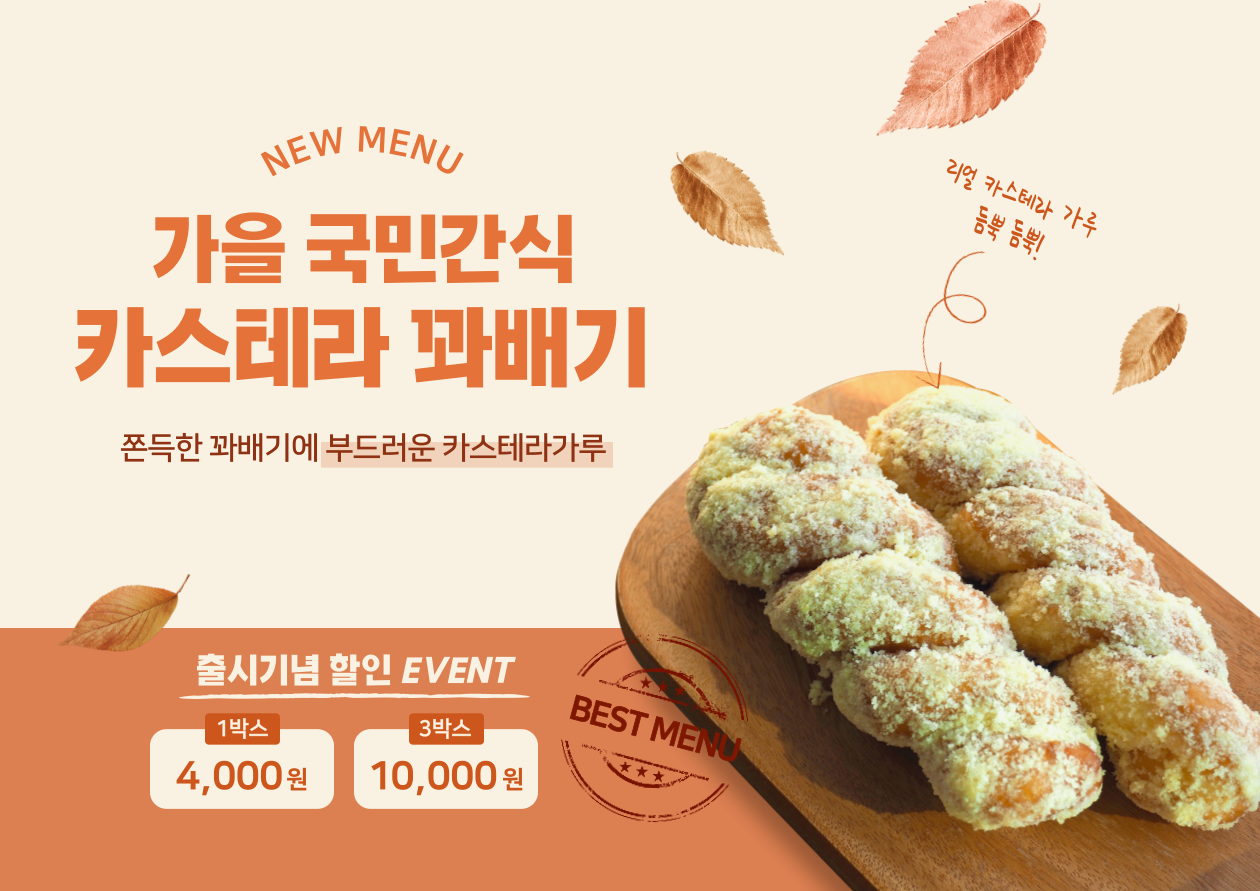 NEW MENU
가을 국민간식
카스테라 꽈배기
쫀득한 꽈배기에 부드러운 카스테라가루
리얼 카스테라 가루
듬뿍 듬뿍!
출시기념 할인 EVENT
1박스
4,000원
3박스
10,000원
BEST MENU